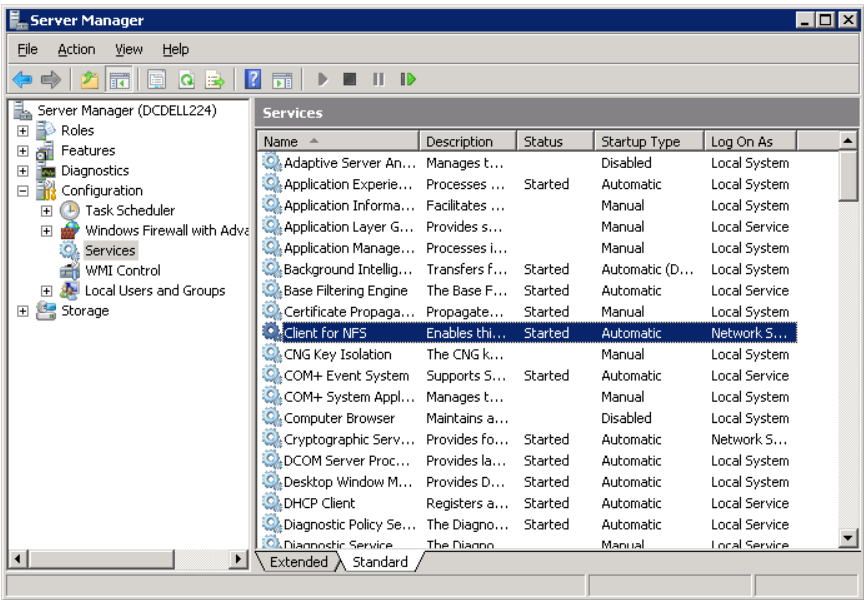 Server Manager
File Action View Help
Server Manager (DCDELL224)
Roles
Features
Diagnostics
Configuration
Task Scheduler
Windows Firewall with Adva
Services
WMI Control
Local Users and Groups
Storage
Services
Name Description Status Startup Type Log On As
Adaptive Server An... Manages t... Disabled Local System
Application Experie... Processes ... Started Automatic Local System
Application Informa... Facilitates ... Manual Local System
Application Layer G... Provides s... Manual Local Service
Application Manage... Processes i... Manual Local System
Background Intellig... Transfers f... Started Automatic (D... Local System
Base Filtering Engine The Base F... Started Automatic Local Service
Certificate Propaga... Propagate... Started Manual Local System
Client for NFS Enables thi... Started Automatic Network S...
CNG Key Isolation The CNG k... Manual Local System
COM+ Event System Supports S... Started Automatic Local Service
COM+ System Appl... Manages t... Manual Local System
Computer Browser Maintains a... Disabled Local System
Cryptographic Serv... Provides fo... Started Automatic Network S...
DCOM Server Proc... Provides la... Started Automatic Local System
Desktop Window M... Provides D... Started Automatic Local System
DHCP Client Registers a... Started Automatic Local Service
Diagnostic Policy Se... The Diagno... Started Automatic Local Service
Diagnostic Service The Diagno Manual Local Service
Extended Standard